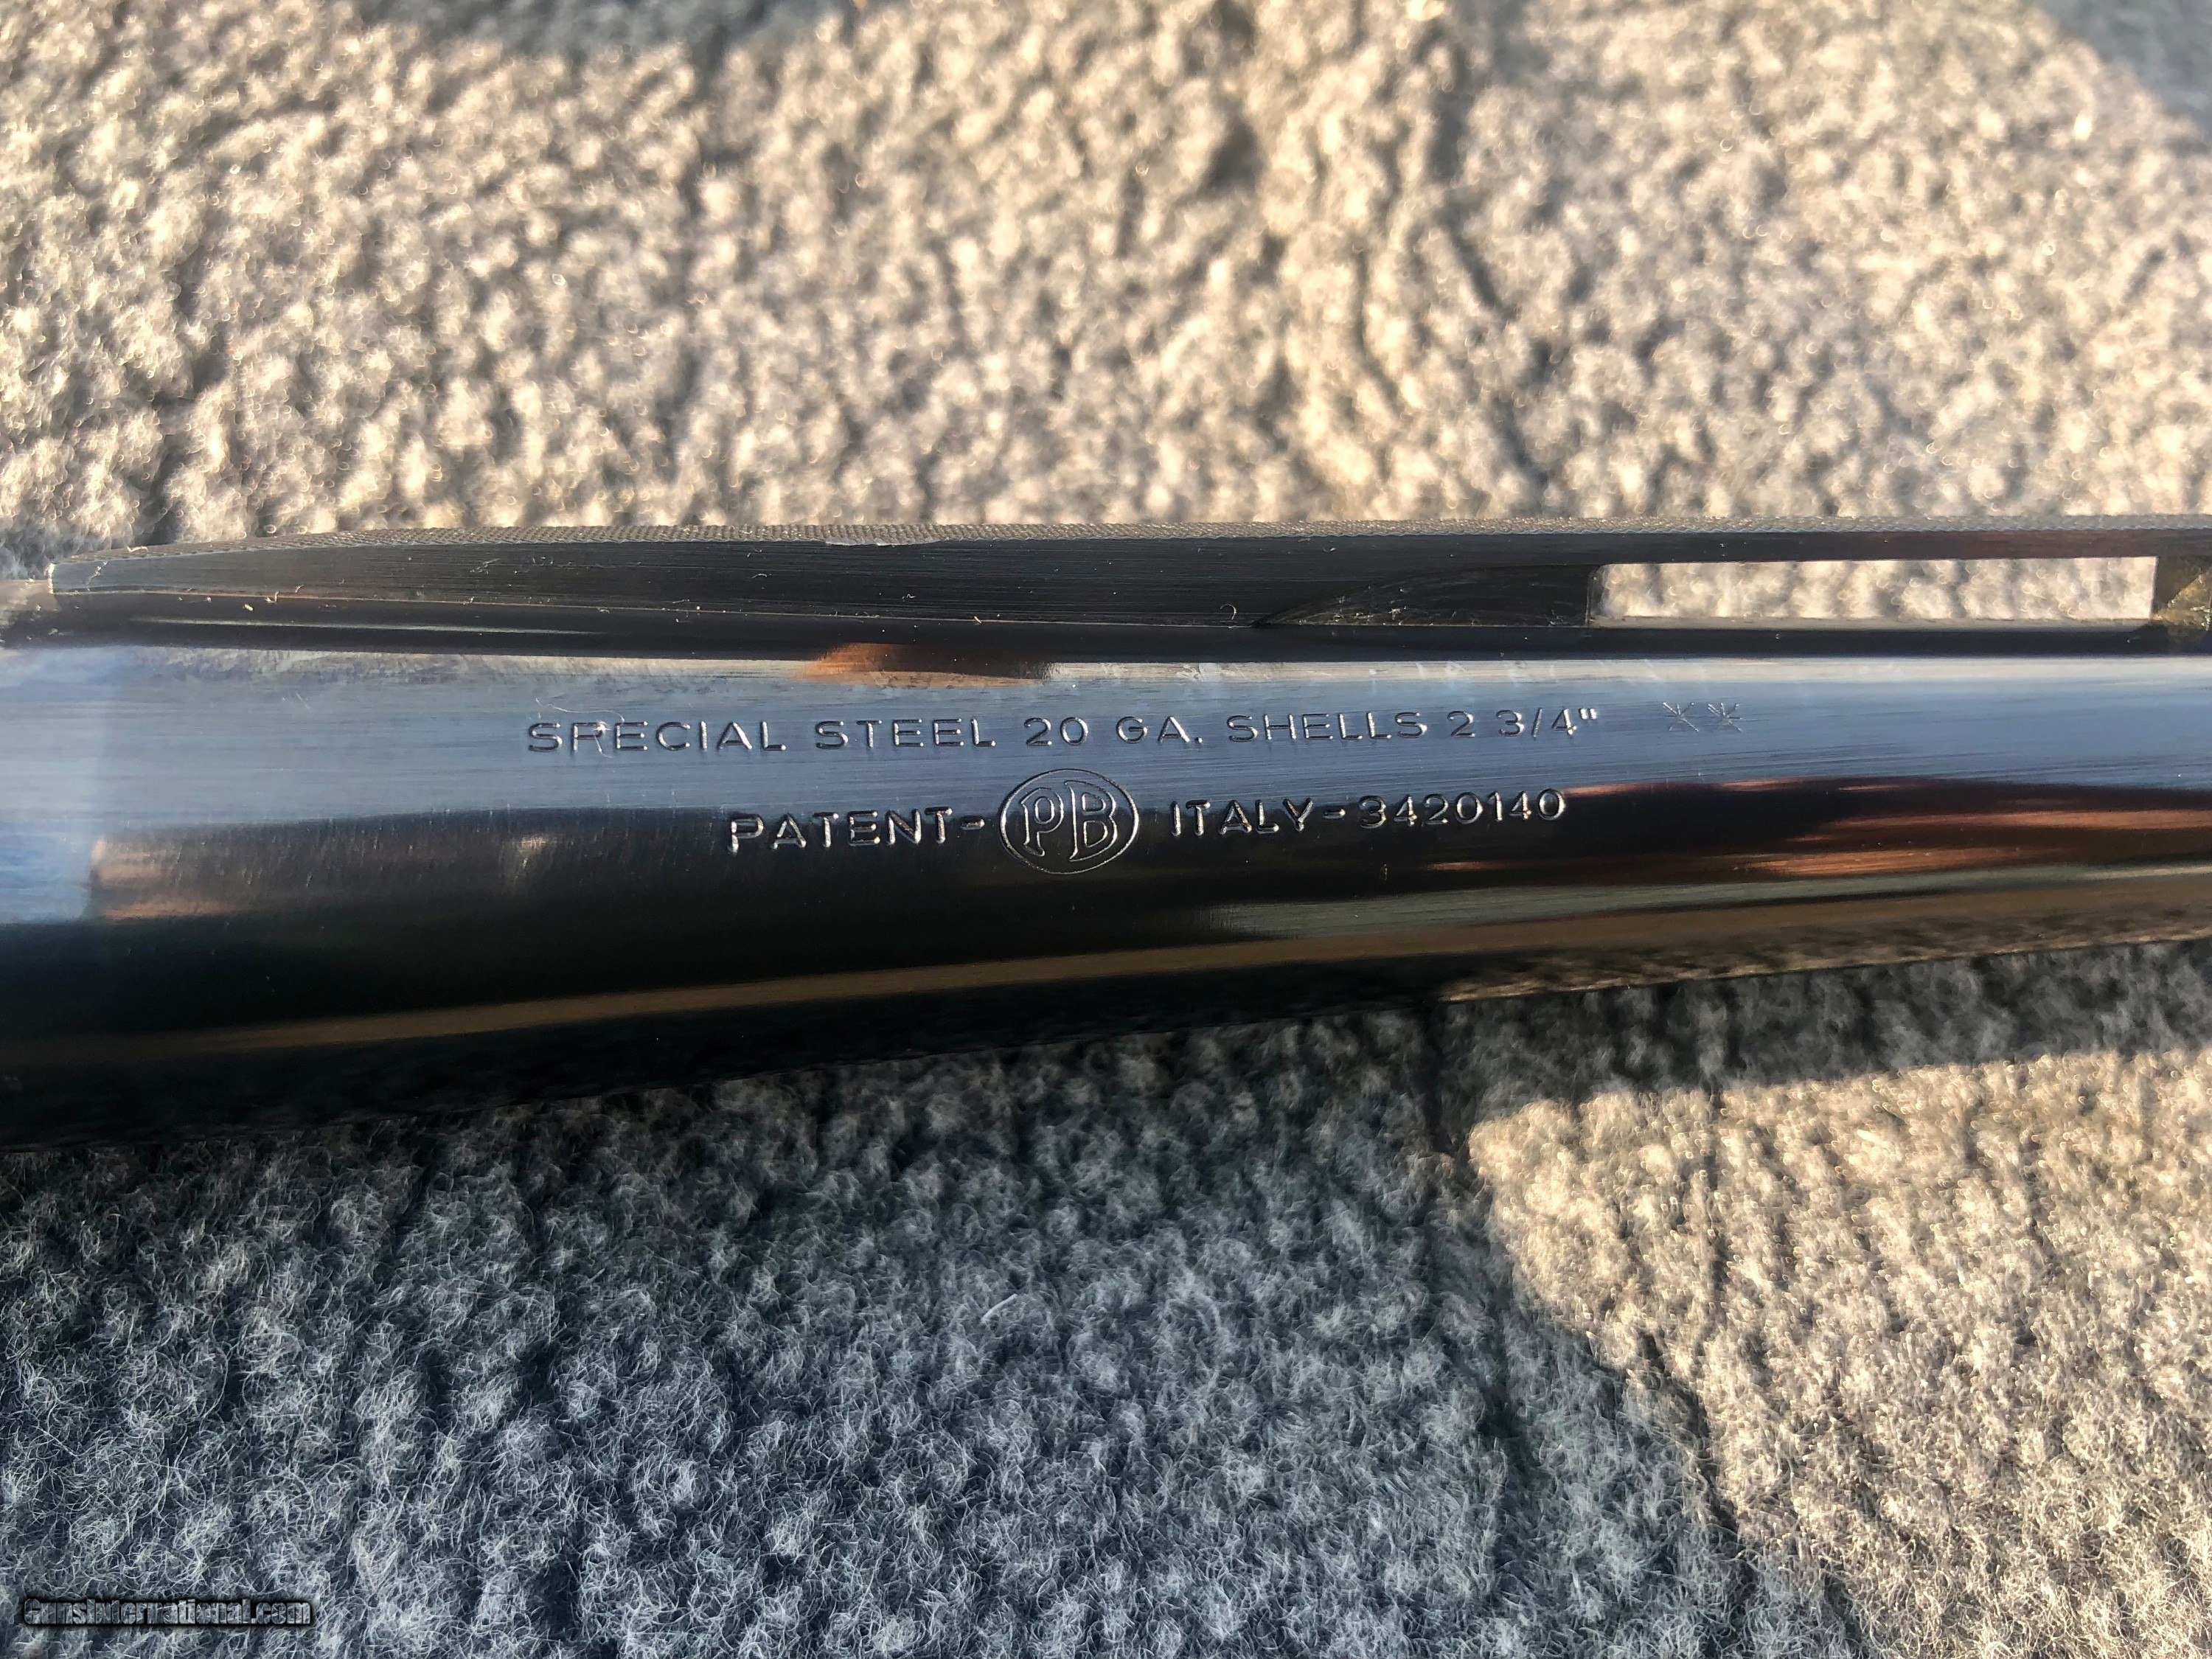 SPECIAL STEEL 20 GA. SHELLS 2 3/4" **
PATENT-PB ITALY-3420140
GunsInternational.com